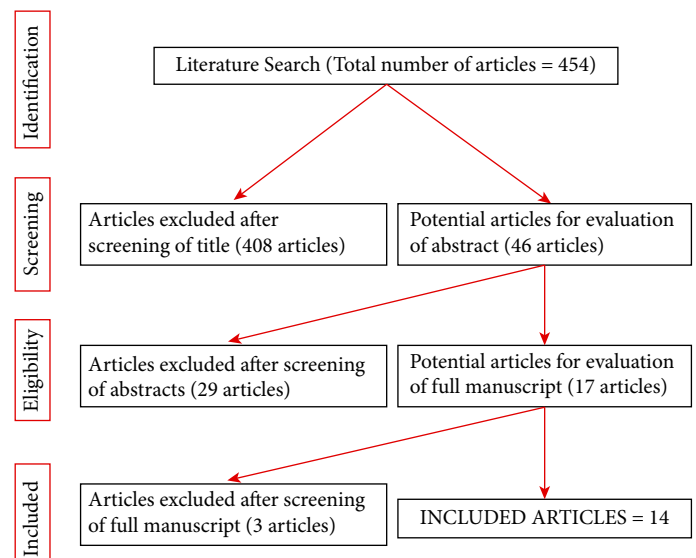 Identification
Literature Search (Total number of articles = 454)
Screening
Articles excluded after
screening of title (408 articles)
Potential articles for evaluation
of abstract (46 articles)
Eligibility
Articles excluded after screening
of abstracts (29 articles)
Potential articles for evaluation
of full manuscript (17 articles)
Included
Articles excluded after screening
of full manuscript (3 articles)
INCLUDED ARTICLES = 14